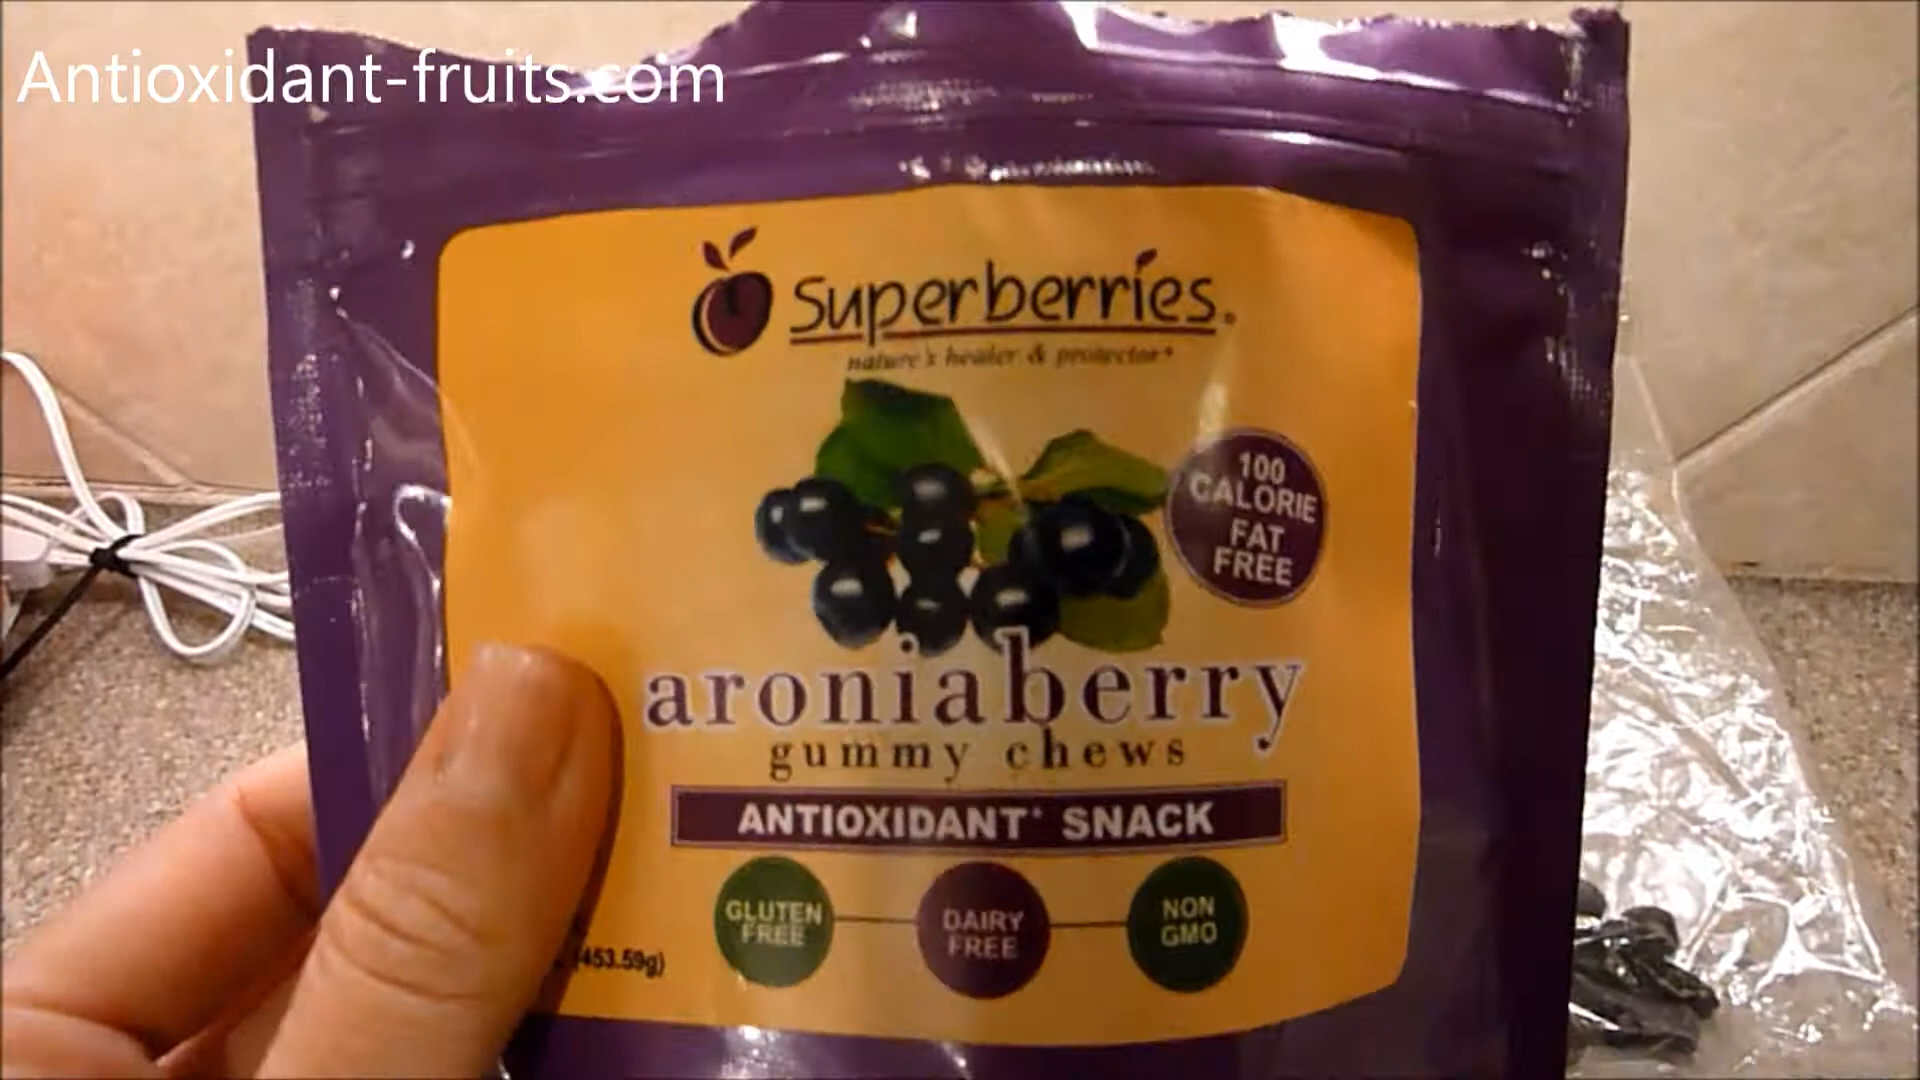 Antioxidant-fruits.com
Superberries®
nature's healer & protector*
100
CALORIE
FAT
FREE
aroniaberry
gummy chews
ANTIOXIDANT* SNACK
GLUTEN
FREE
DAIRY
FREE
NON
GMO
(453.59g)